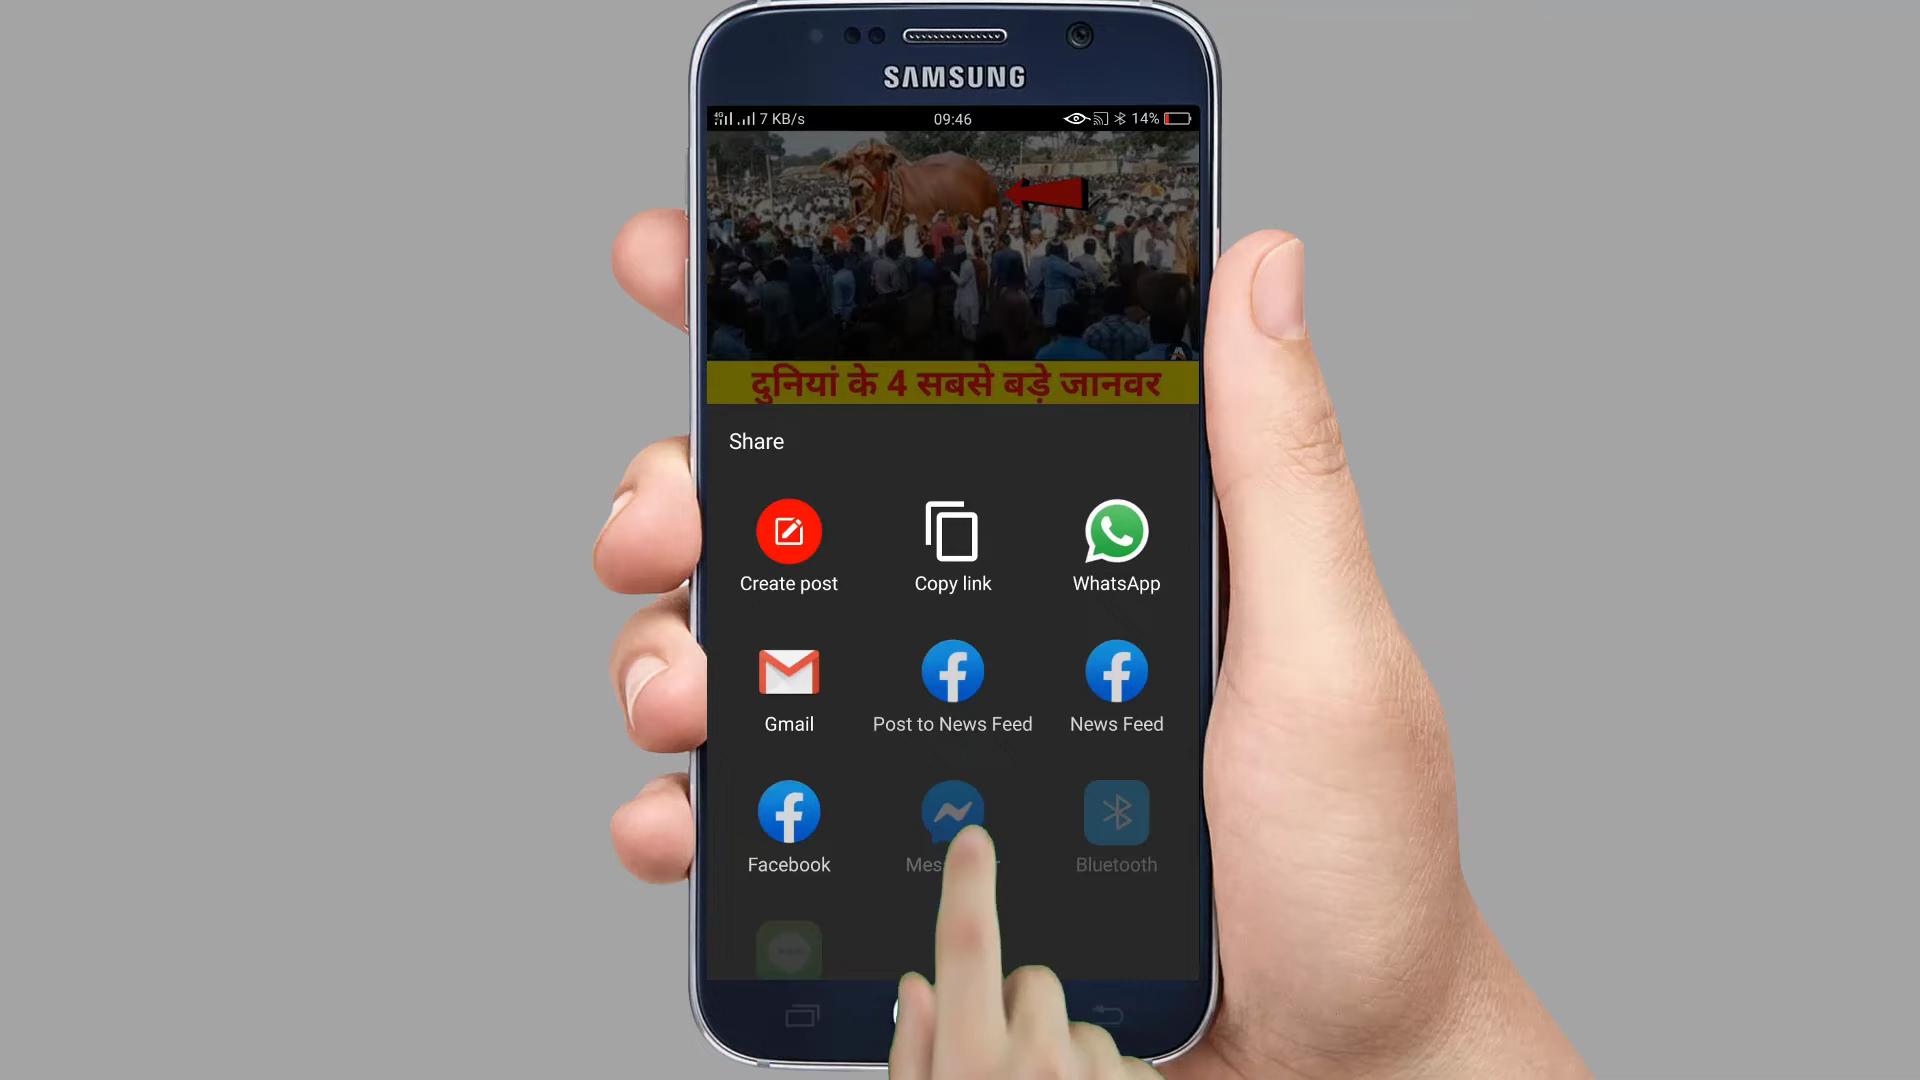 SAMSUNG
4G 7 KB/s 09:46 14%
दुनियां के 4 सबसे बड़े जानवर
Share
Create post Copy link WhatsApp
Gmail Post to News Feed News Feed
Facebook Bluetooth